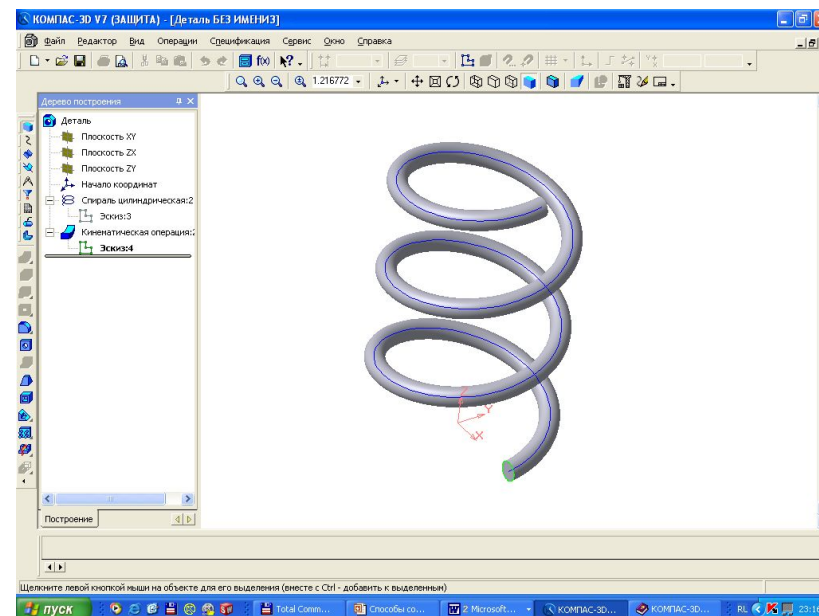 КОМПАС-3D V7 (ЗАЩИТА) - [Деталь БЕЗ ИМЕНИ3]
Файл Редактор Вид Операции Спецификация Сервис Окно Справка
f(x)
1.216772
Дерево построения
Деталь
Плоскость XY
Плоскость ZX
Плоскость ZY
Начало координат
Спираль цилиндрическая:2
Эскиз:3
Кинематическая операция:2
Эскиз:4
Z
Y
X
Построение
Щелкните левой кнопкой мыши на объекте для его выделения (вместе с Ctrl - добавить к выделенным)
пуск Total Comm... Способы со... 2 Microsoft... КОМПАС-3D... КОМПАС-3D... RL 23:16